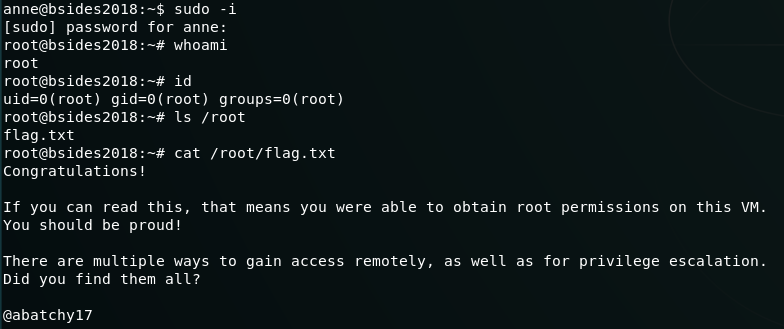 anne@bsides2018:~$ sudo -i
[sudo] password for anne:
root@bsides2018:~# whoami
root
root@bsides2018:~# id
uid=0(root) gid=0(root) groups=0(root)
root@bsides2018:~# ls /root
flag.txt
root@bsides2018:~# cat /root/flag.txt
Congratulations!

If you can read this, that means you were able to obtain root permissions on this VM.
You should be proud!

There are multiple ways to gain access remotely, as well as for privilege escalation.
Did you find them all?

@abatchy17